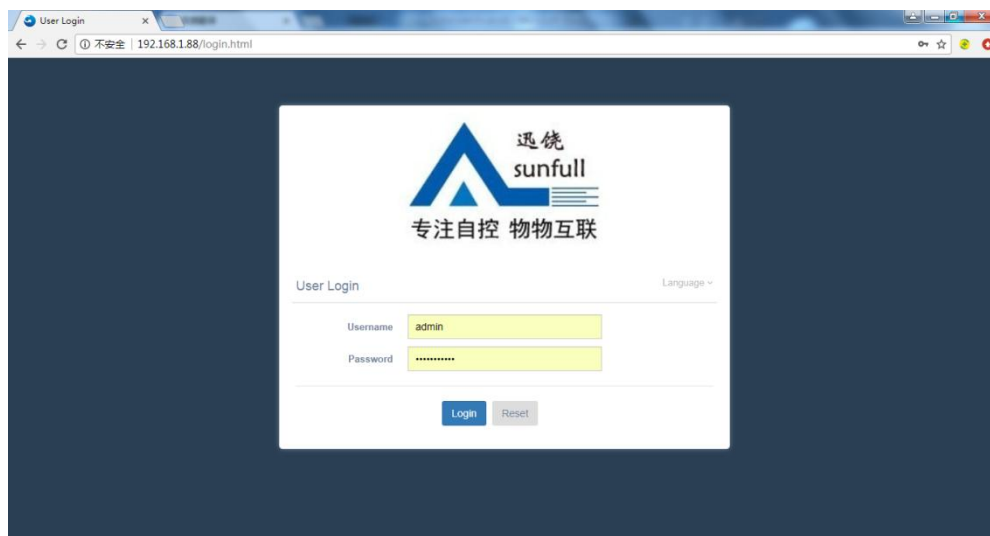 User Login
不安全 192.168.1.88/login.html
迅饶
sunfull
专注自控 物物互联
User Login
Language
Username admin
Password
Login Reset